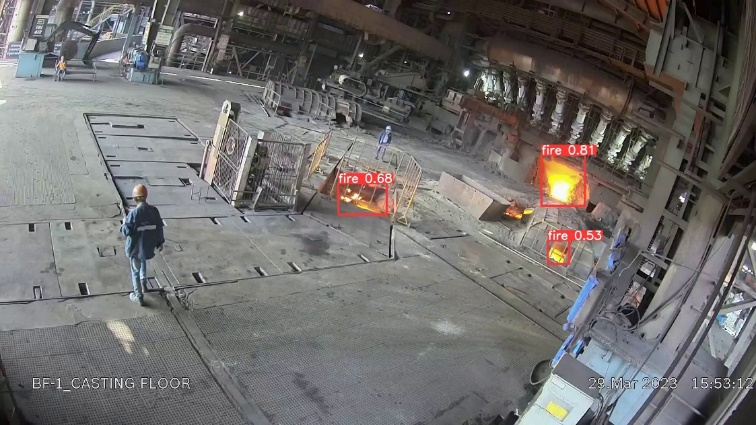 fire 0.81
fire 0.68
fire 0.53
BF-1_CASTING FLOOR
29 Mar 2023 15:53:12